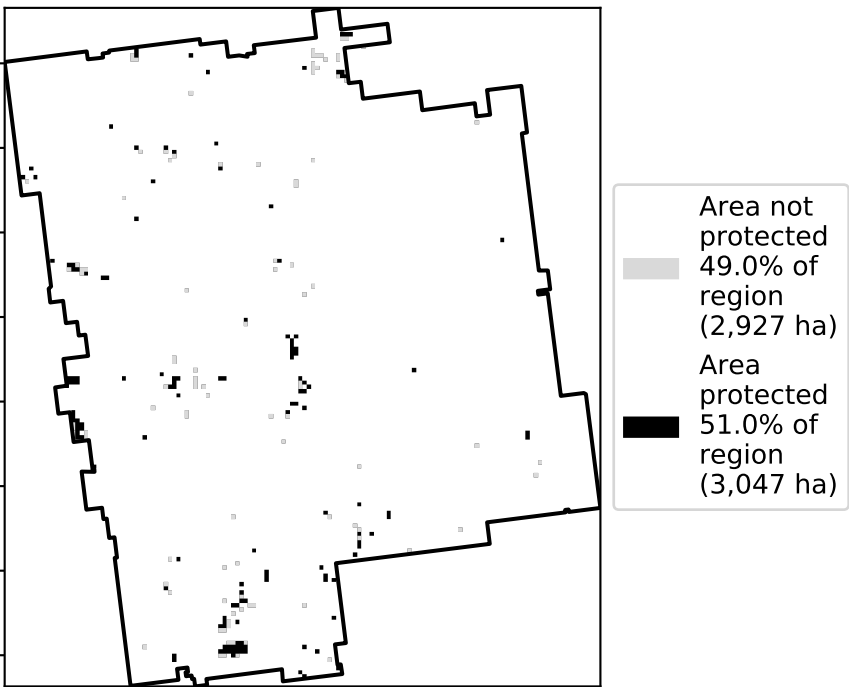 Area not
protected
49.0% of
region
(2,927 ha)
Area
protected
51.0% of
region
(3,047 ha)